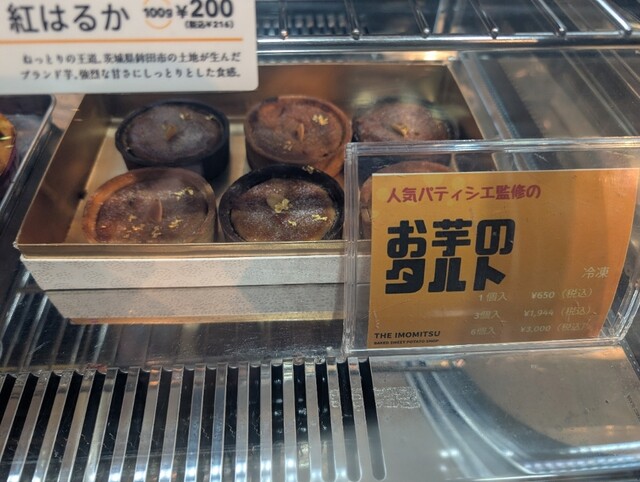 紅はるか 100g ¥200
(税込¥216)
ねっとりの王道。茨城県鉾田市の土地が生んだ
ブランド芋。強烈な甘さにしっとりとした食感。
人気パティシエ監修の
お芋の
タルト
冷凍
1個入 ¥650（税込）
3個入 ¥1,944（税込）
6個入 ¥3,006（税込）
THE IMOMITSU
BAKED SWEET POTATO SHOP